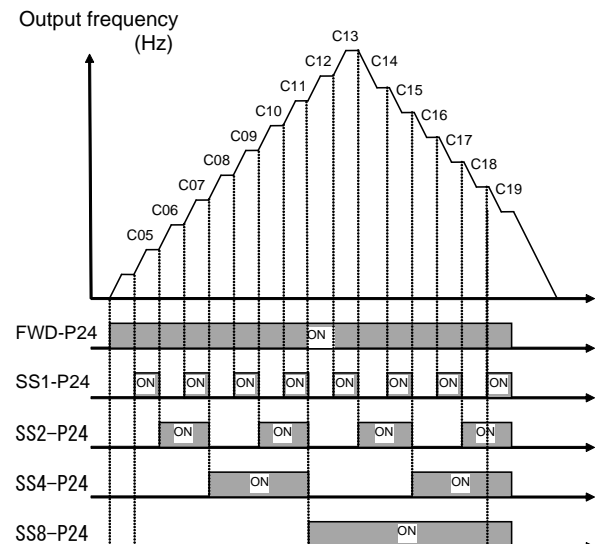 Output frequency
(Hz)
C13
C12
C14
C11
C15
C10
C16
C09
C17
C08
C18
C07
C19
C06
C05
FWD-P24
ON
SS1-P24
ON ON ON ON ON ON ON ON
SS2-P24
ON ON ON ON
SS4-P24
ON ON
SS8-P24
ON